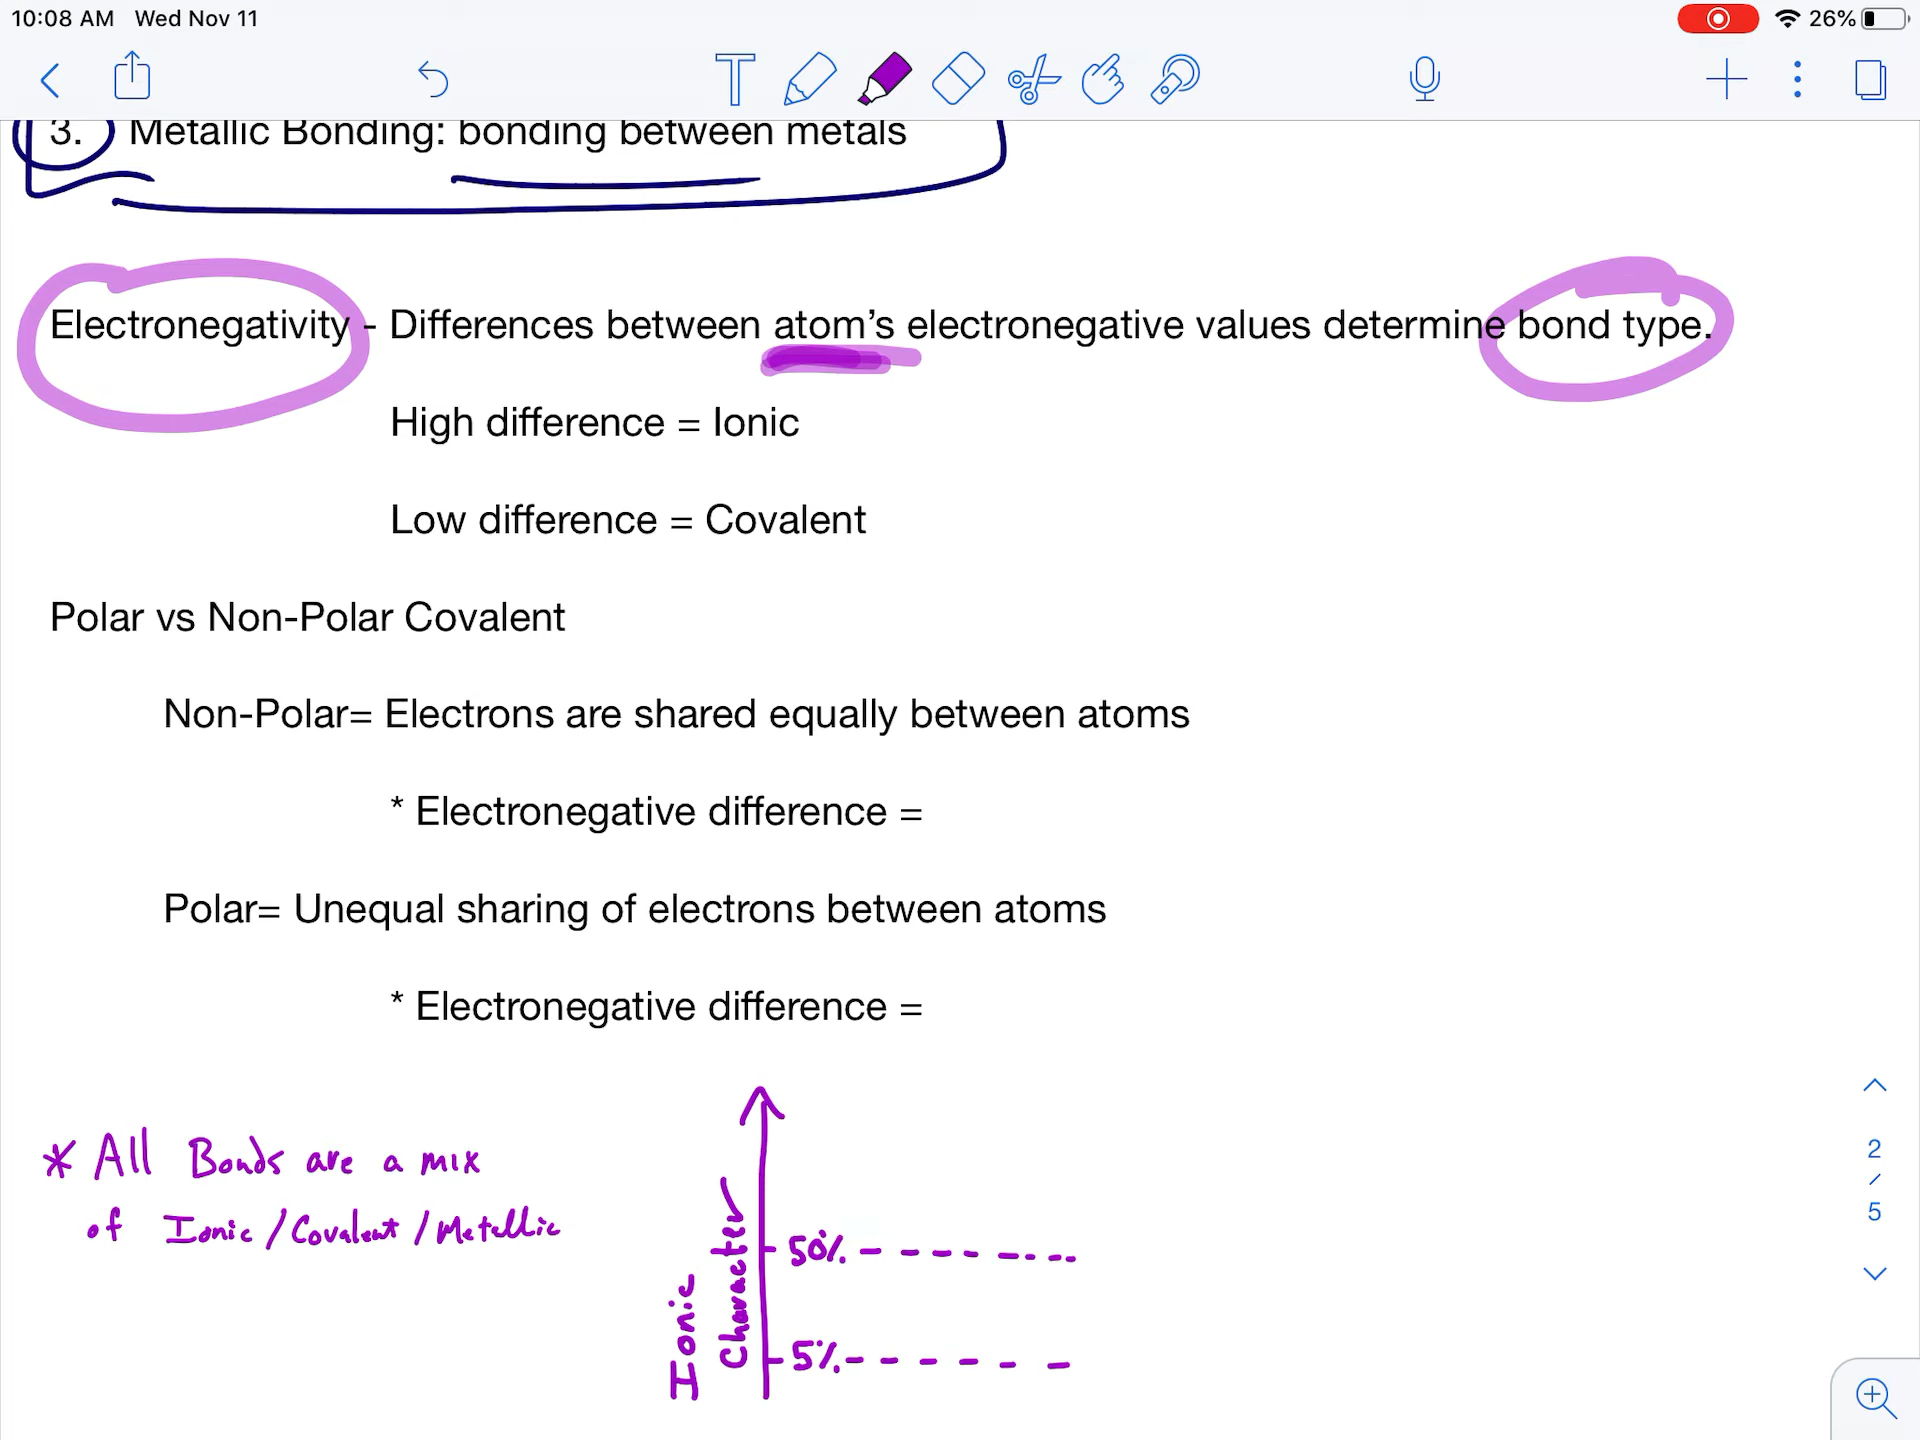 10:08 AM Wed Nov 11
26%
T
3. Metallic Bonding: bonding between metals
Electronegativity - Differences between atom’s electronegative values determine bond type.
High difference = Ionic
Low difference = Covalent
Polar vs Non-Polar Covalent
Non-Polar= Electrons are shared equally between atoms
* Electronegative difference =
Polar= Unequal sharing of electrons between atoms
* Electronegative difference =
* All Bonds are a mix
of Ionic/Covalent/Metallic
Ionic
Character
50%
5%
2
/
5